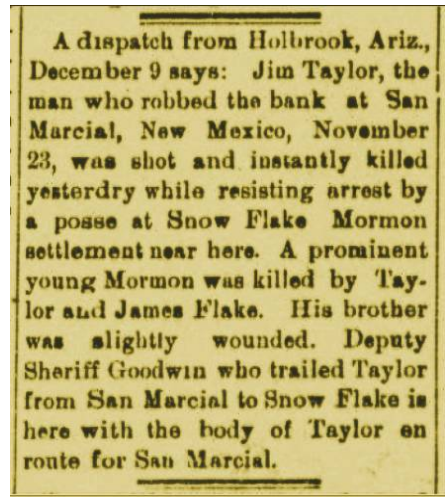 A dispatch from Holbrook, Ariz.,
December 9 says: Jim Taylor, the
man who robbed the bank at San
Marcial, New Mexico, November
23, was shot and instantly killed
yesterdry while resisting arrest by
a posse at Snow Flake Mormon
settlement near here. A prominent
young Mormon was killed by Tay-
lor and James Flake. His brother
was slightly wounded. Deputy
Sheriff Goodwin who trailed Taylor
from San Marcial to Snow Flake is
here with the body of Taylor en
route for San Marcial.